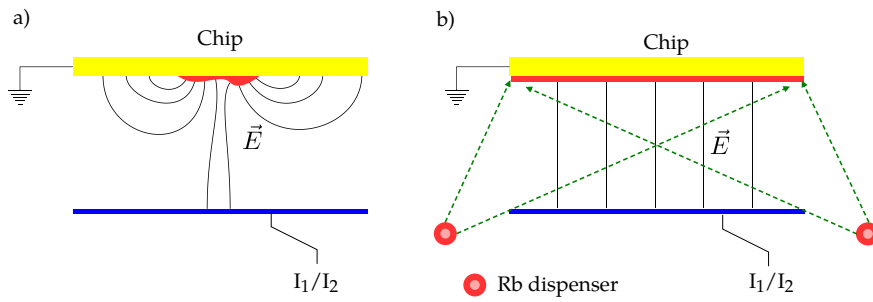 a)
Chip
E⃗
I₁/I₂
b)
Chip
E⃗
I₁/I₂
Rb dispenser